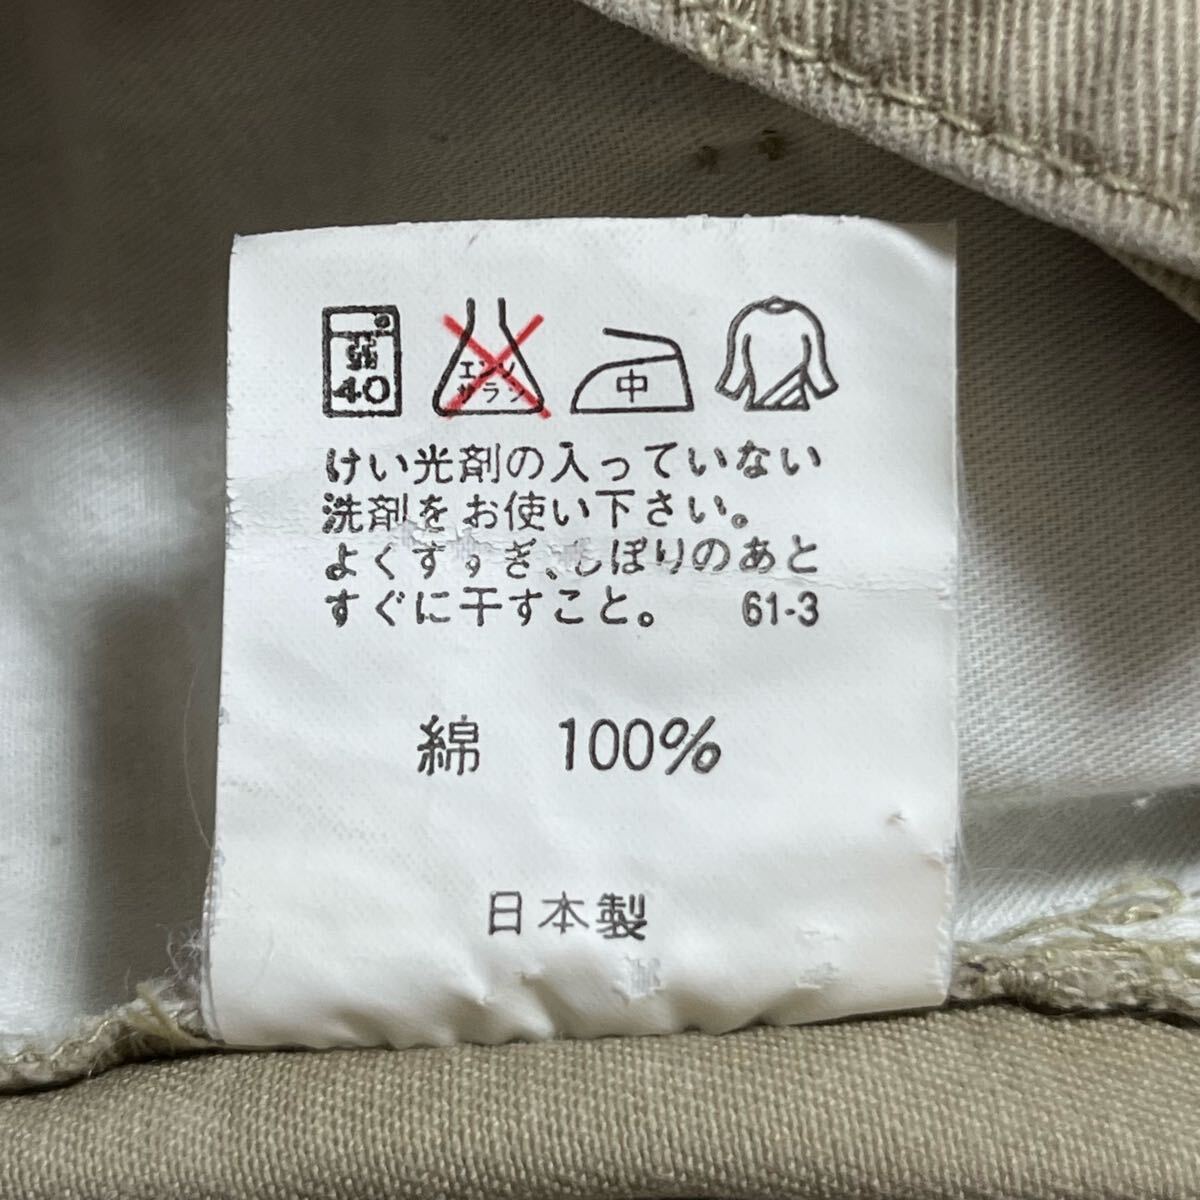 弱
40
エンソ
サラシ
中
けい光剤の入っていない
洗剤をお使い下さい。
よくすすぎ、しぼりのあと
すぐに干すこと。 61-3
綿 100%
日本製